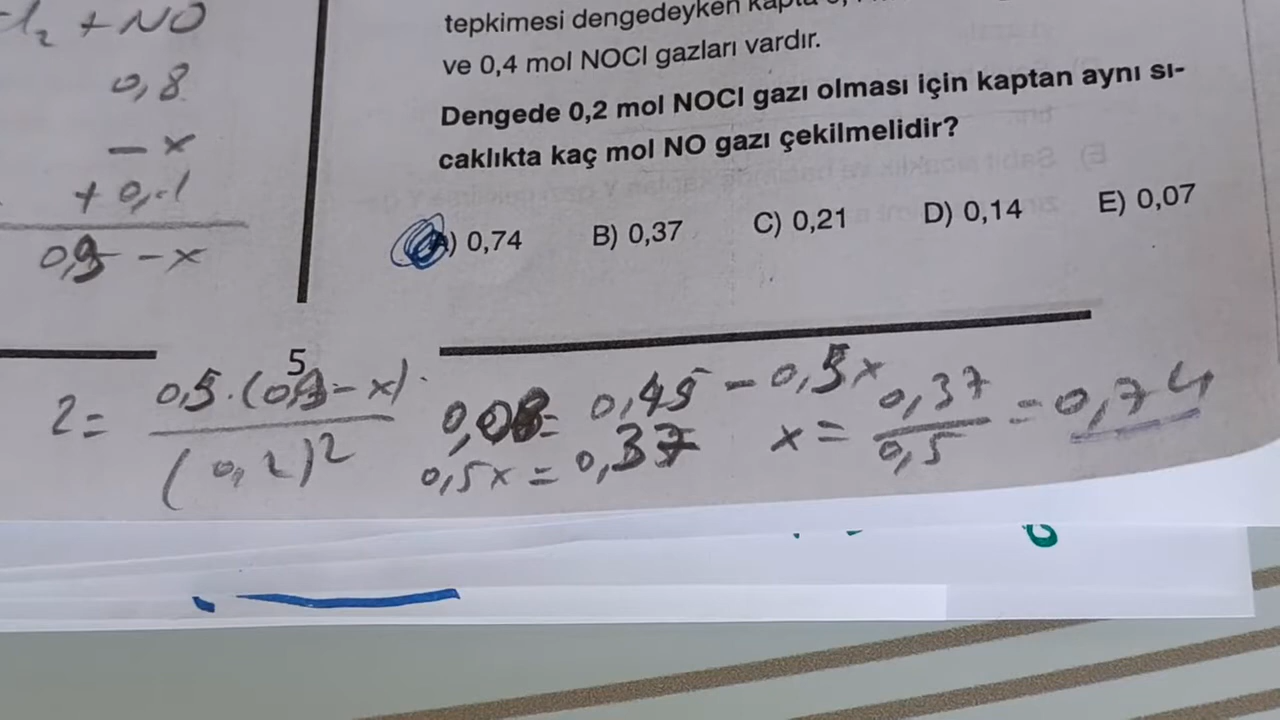 tepkimesi dengedeyken kapta
ve 0,4 mol NOCl gazları vardır.
Dengede 0,2 mol NOCl gazı olması için kaptan aynı sı-
caklıkta kaç mol NO gazı çekilmelidir?
A) 0,74 B) 0,37 C) 0,21 D) 0,14 E) 0,07
+ NO
0,8
- x
+ 0,1
0,9 - x
2 = 0,5 · (0,9 - x) / (0,2)²
5
0,08 = 0,45 - 0,5x
0,5x = 0,37
x = 0,37 / 0,5 = 0,74